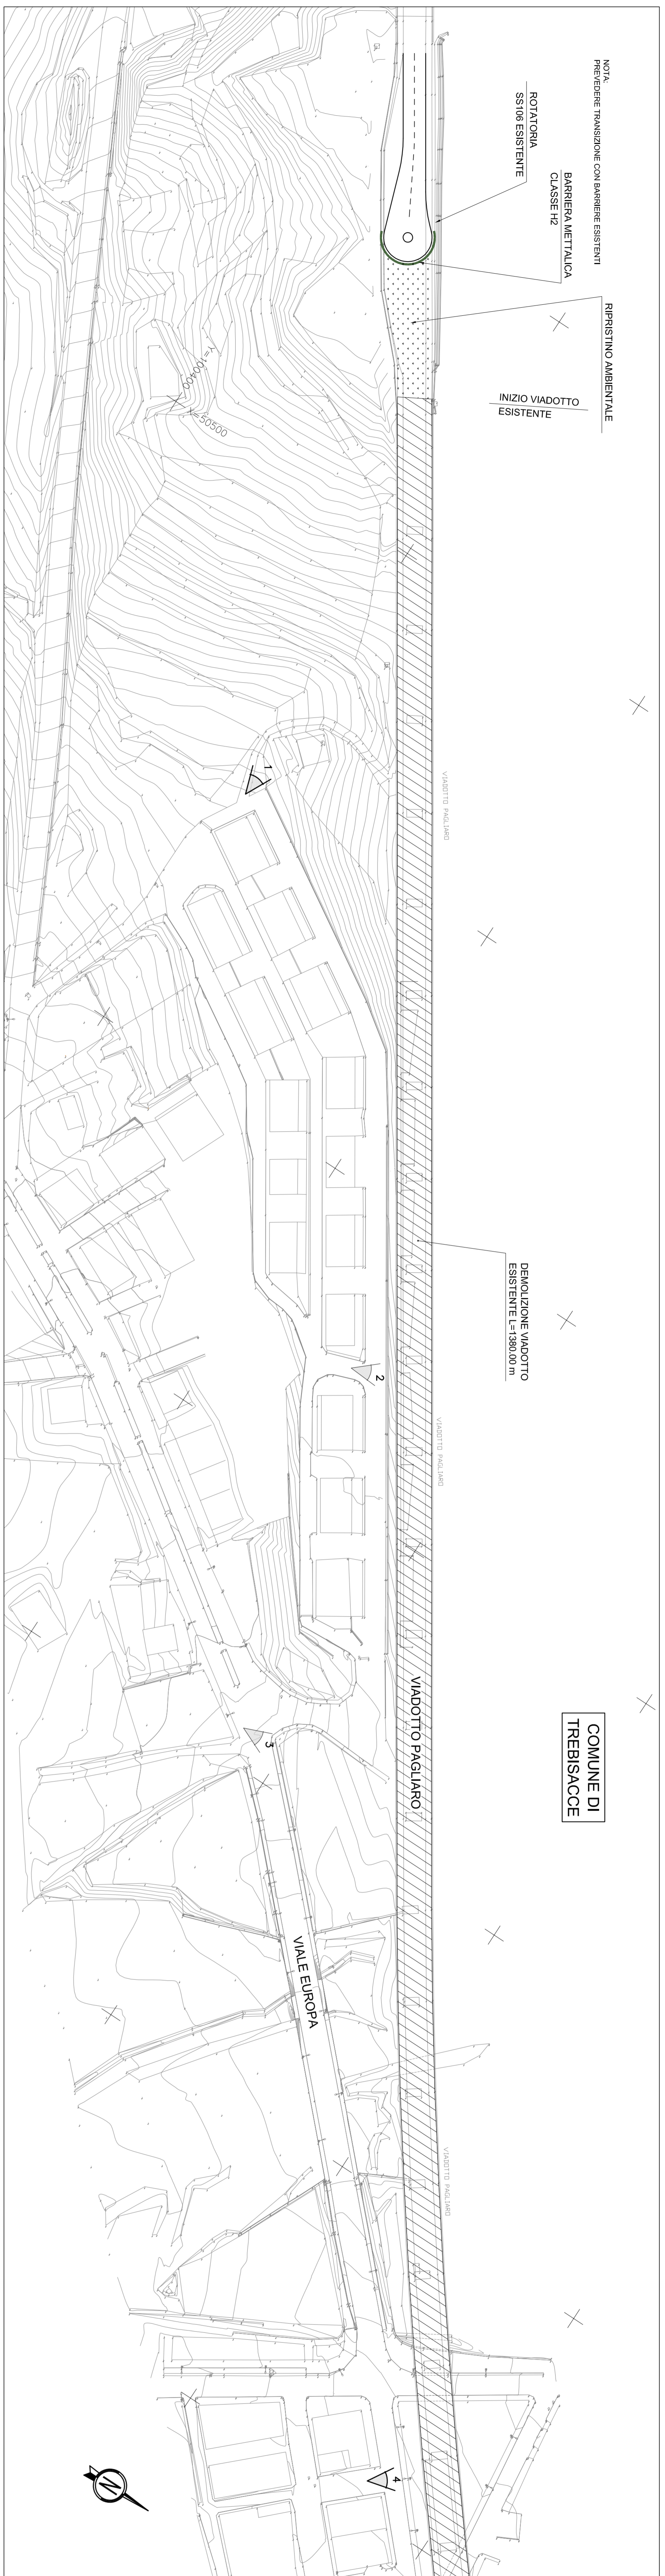 NOTA:
PREVEDERE TRANSIZIONE CON BARRIERE ESISTENTI
ROTATORIA
SS106 ESISTENTE
BARRIERA METTALICA
CLASSE H2
RIPRISTINO AMBIENTALE
INIZIO VIADOTTO
ESISTENTE
X=50500
VIADOTTO PAGLIARO
1
DEMOLIZIONE VIADOTTO
ESISTENTE L=1380.00 m
2
VIADOTTO PAGLIARO
VIADOTTO PAGLIARO
COMUNE DI
TREBISACCE
3
VIALE EUROPA
VIADOTTO PAGLIARO
4
N